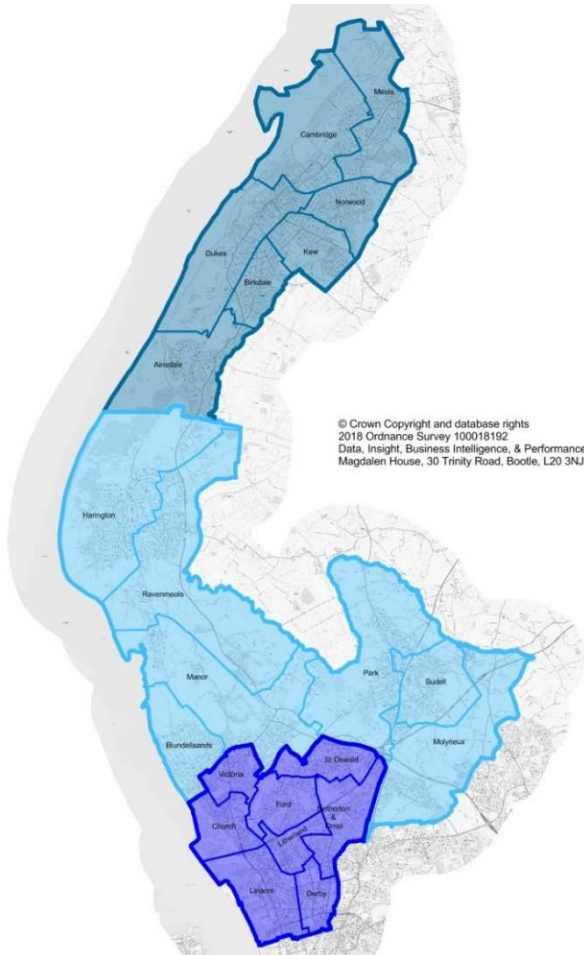 Meols
Cambridge
Norwood
Dukes
Kew
Birkdale
Ainsdale
© Crown Copyright and database rights
2018 Ordnance Survey 100018192
Data, Insight, Business Intelligence, & Performance
Magdalen House, 30 Trinity Road, Bootle, L20 3NJ
Harington
Ravenmeols
Park
Manor
Sudell
Molyneux
Blundellsands
St Oswald
Victoria
Ford
Netherton
&
Orrell
Church
Litherland
Linacre
Derby